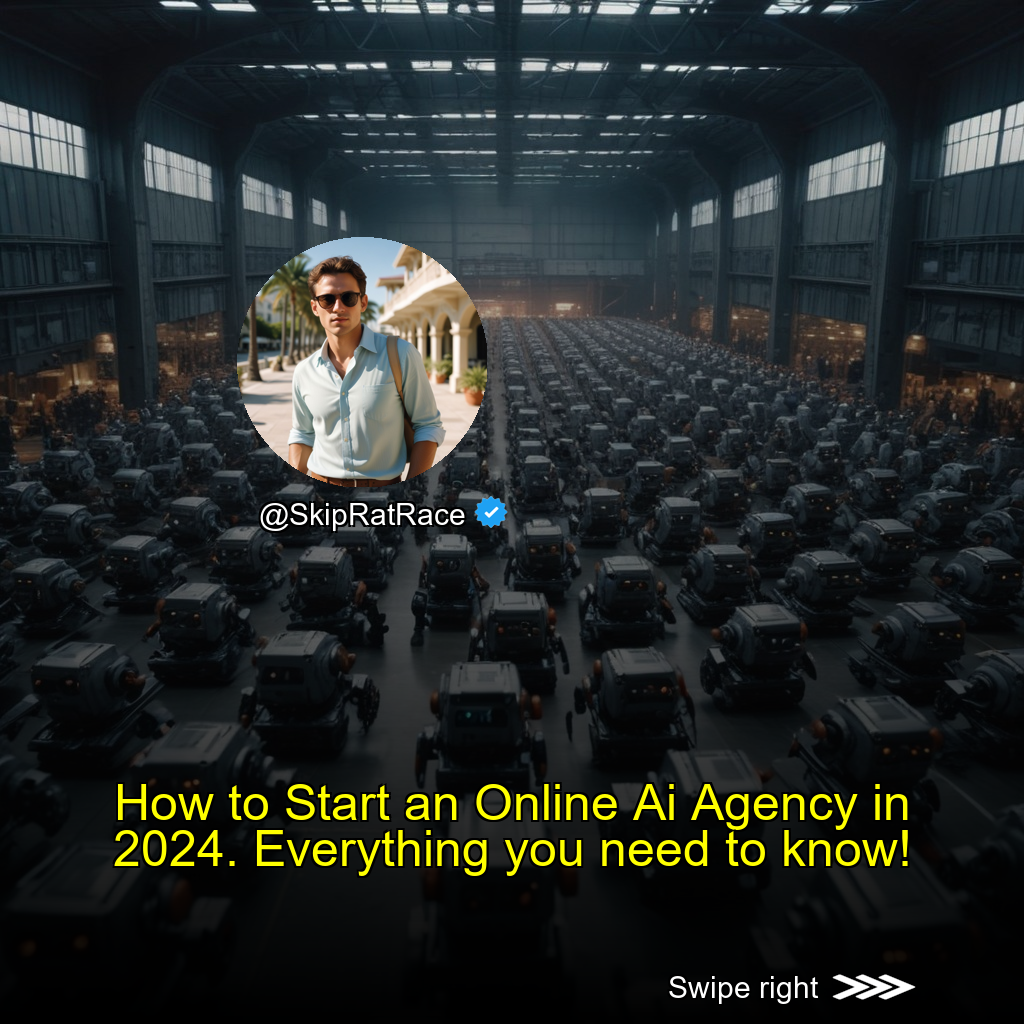 @SkipRatRace
How to Start an Online Ai Agency in
2024. Everything you need to know!
Swipe right